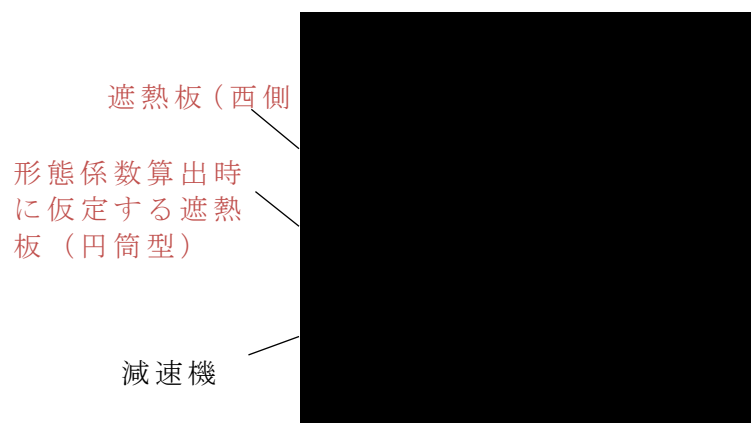 遮熱板(西側
形態係数算出時
に仮定する遮熱
板（円筒型）
減速機